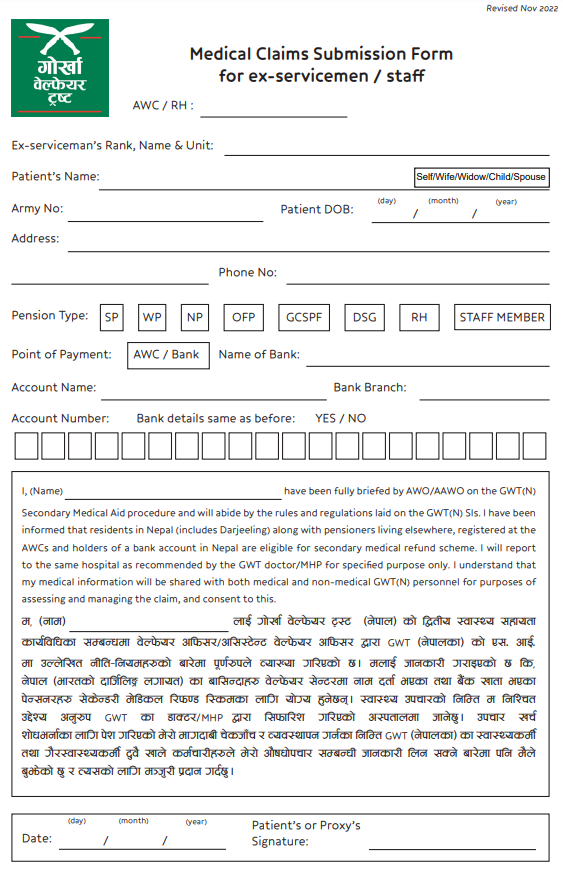 Revised Nov 2022
गोर्खा
वेल्फेयर
ट्रष्ट
Medical Claims Submission Form
for ex-servicemen / staff
AWC / RH :
Ex-serviceman's Rank, Name & Unit:
Patient's Name:
Self/Wife/Widow/Child/Spouse
Army No:
Patient DOB:
(day) (month) (year)
/ /
Address:
Phone No:
Pension Type: SP WP NP OFP GCSPF DSG RH STAFF MEMBER
Point of Payment: AWC / Bank Name of Bank:
Account Name: Bank Branch:
Account Number: Bank details same as before: YES / NO
I, (Name) have been fully briefed by AWO/AAWO on the GWT(N)
Secondary Medical Aid procedure and will abide by the rules and regulations laid on the GWT(N) SIs. I have been
informed that residents in Nepal (includes Darjeeling) along with pensioners living elsewhere, registered at the
AWCs and holders of a bank account in Nepal are eligible for secondary medical refund scheme. I will report
to the same hospital as recommended by the GWT doctor/MHP for specified purpose only. I understand that
my medical information will be shared with both medical and non-medical GWT(N) personnel for purposes of
assessing and managing the claim, and consent to this.
म, (नाम) लाई गोर्खा वेल्फेयर ट्रस्ट (नेपाल) को द्वितीय स्वास्थ्य सहायता
कार्यविधिका सम्बन्धमा वेल्फेयर अफिसर/असिस्टेन्ट वेल्फेयर अफिसर द्वारा GWT (नेपालका) को एस. आई.
मा उल्लेखित नीति-नियमहरुको बारेमा पूर्णरुपले व्याख्या गरिएको छ । मलाई जानकारी गराइएको छ कि,
नेपाल (भारतको दार्जिलिङ्ग लगायत) का बासिन्दाहरु वेल्फेयर सेन्टरमा नाम दर्ता भएका तथा बैंक खाता भएका
पेन्सनरहरु सेकेन्डरी मेडिकल रिफण्ड स्किमका लागि योग्य हुनेछन् । स्वास्थ्य उपचारको निम्ति म निश्चित
उद्देश्य अनुरुप GWT का डाक्टर/MHP द्वारा सिफारिश गरिएको अस्पतालमा जानेछु । उपचार खर्च
शोधभर्नाका लागि पेश गरिएको मेरो मागदाबी चेकजाँच र व्यवस्थापन गर्नका निम्ति GWT (नेपालका) का स्वास्थ्यकर्मी
तथा गैरस्वास्थ्यकर्मी दुवै खाले कर्मचारीहरुले मेरो औषधोपचार सम्बन्धी जानकारी लिन सक्ने बारेमा पनि मैले
बुझेको छु र त्यसको लागि मञ्जुरी प्रदान गर्दछु ।
(day) (month) (year)
Date: / /
Patient's or Proxy's
Signature: